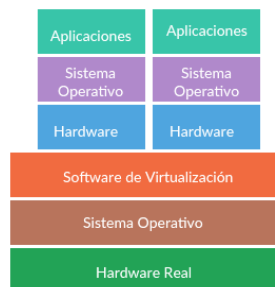 Aplicaciones
Aplicaciones
Sistema
Operativo
Sistema
Operativo
Hardware
Hardware
Software de Virtualización
Sistema Operativo
Hardware Real